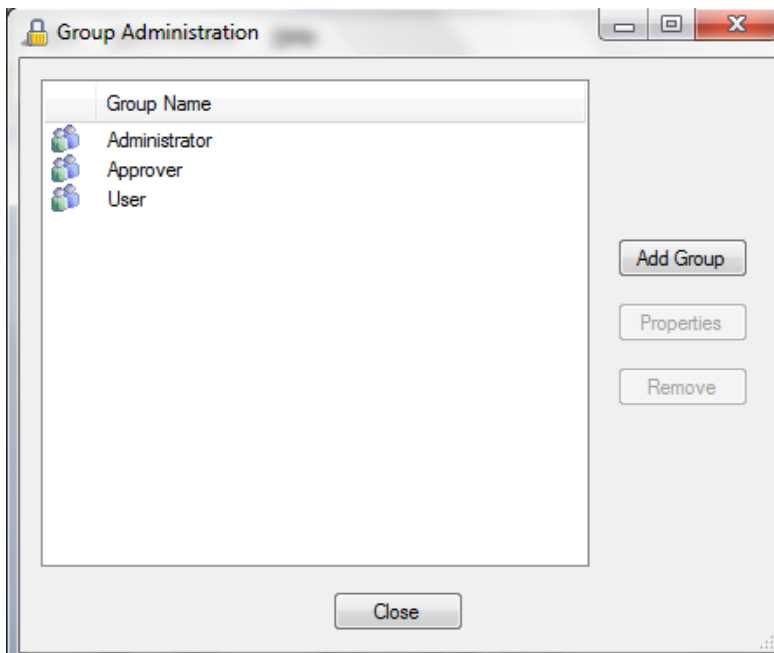 Group Administration
Group Name
Administrator
Approver
User
Add Group
Properties
Remove
Close